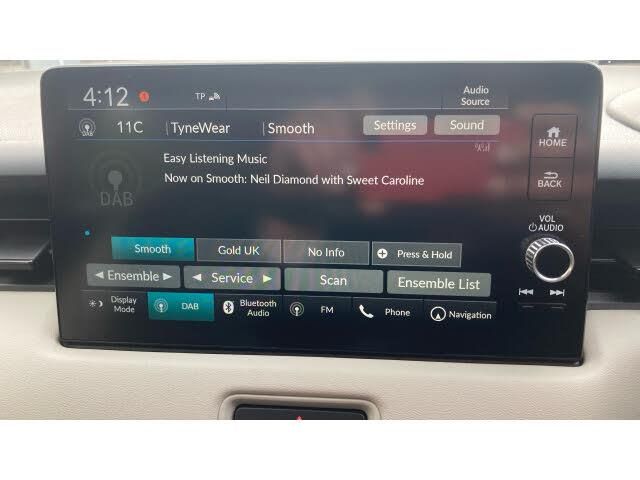 4:12 1 TP Audio Source
DAB 11C TyneWear Smooth Settings Sound
Easy Listening Music
HOME
DAB Now on Smooth: Neil Diamond with Sweet Caroline
BACK
VOL
AUDIO
Smooth Gold UK No Info Press & Hold
Ensemble Service Scan Ensemble List
Display Mode DAB Bluetooth Audio FM Phone Navigation